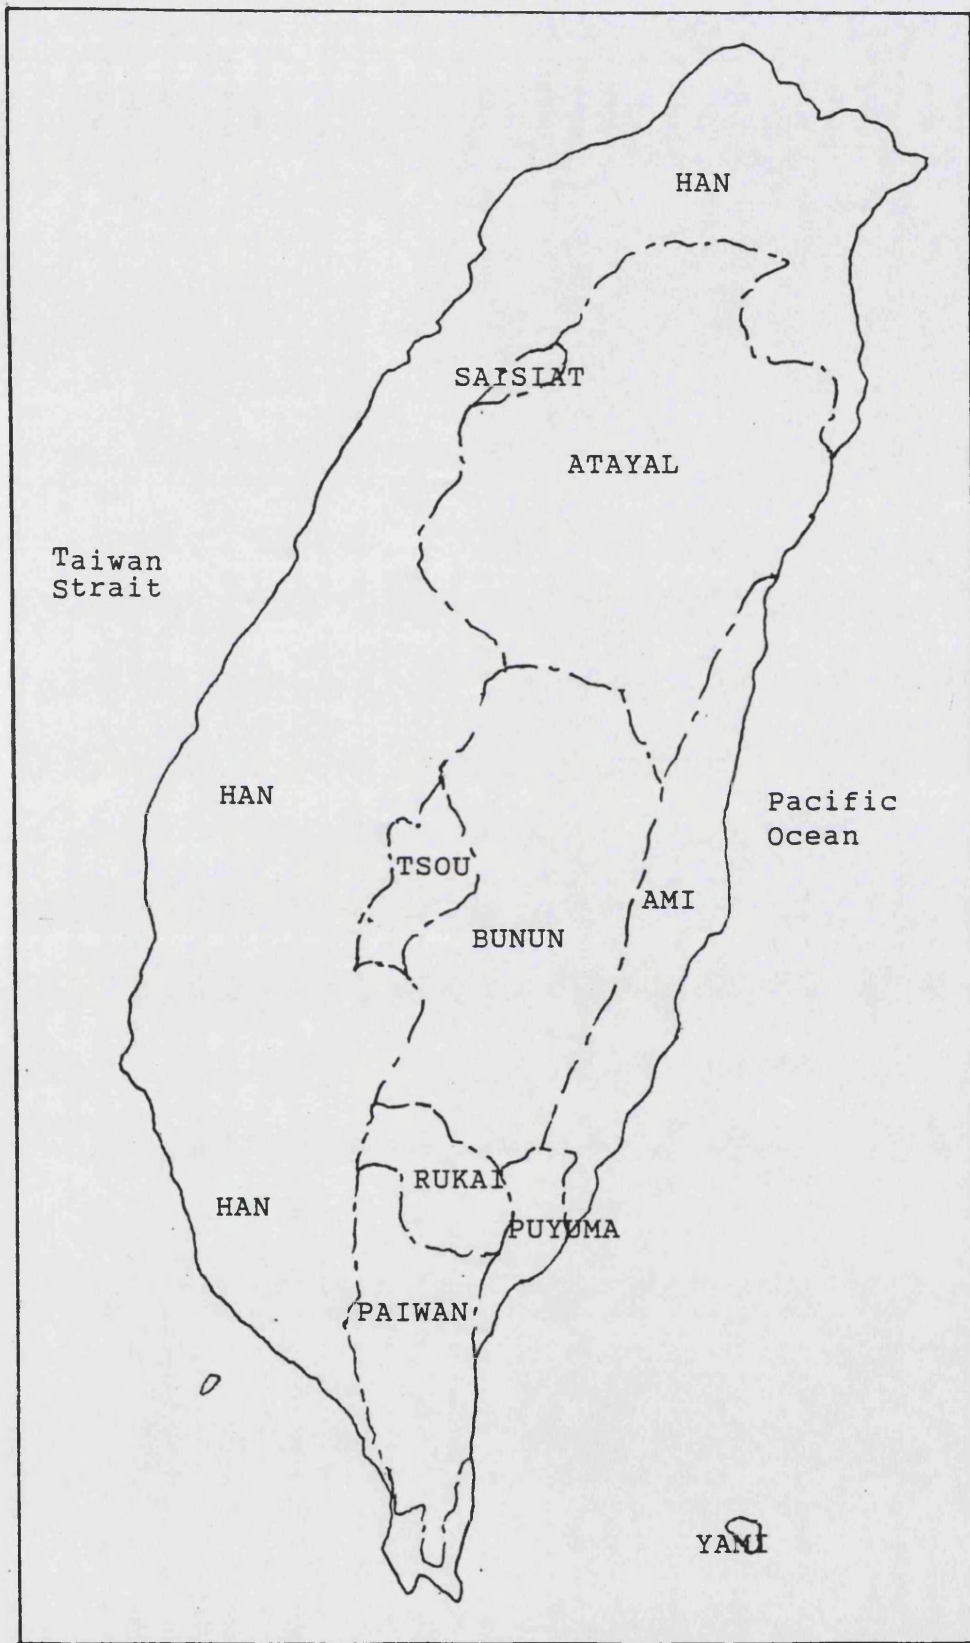 HAN
SAISIAT
ATAYAL
Taiwan
Strait
HAN
Pacific
Ocean
TSOU
AMI
BUNUN
RUKAI
HAN
PUYUMA
PAIWAN
YAMI